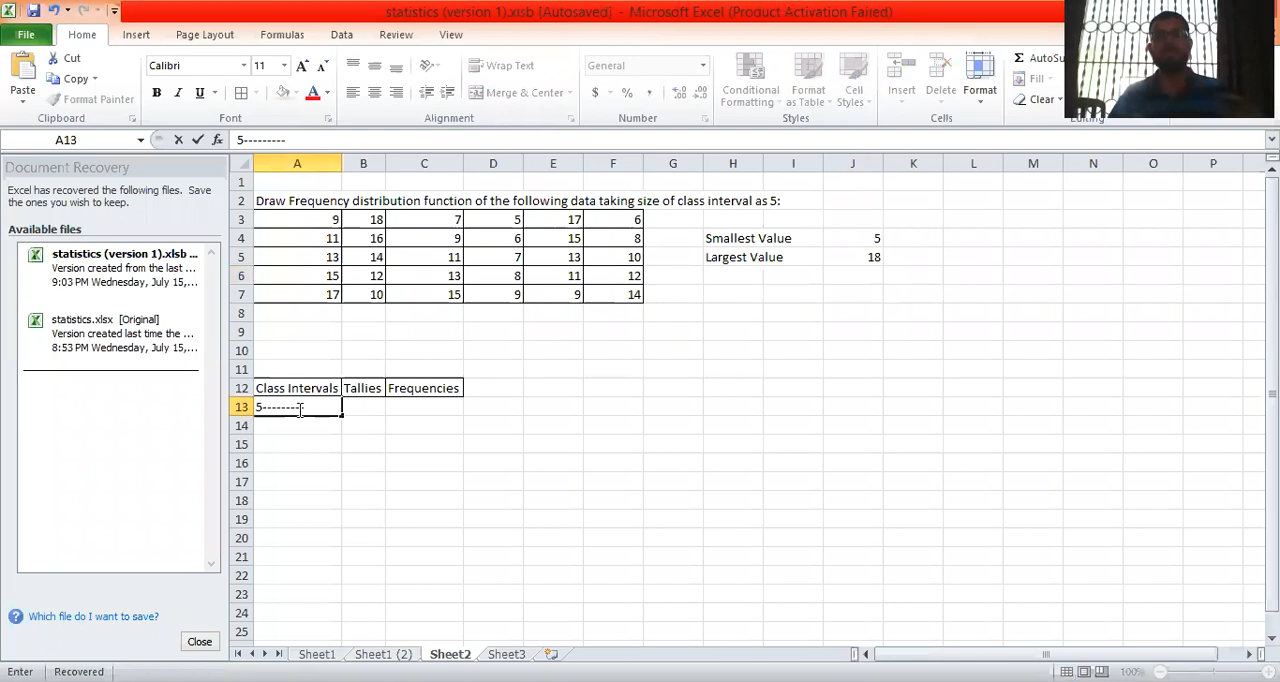 statistics (version 1).xlsb [Autosaved] - Microsoft Excel (Product Activation Failed)
File Home Insert Page Layout Formulas Data Review View
Cut
Copy
Format Painter
Paste
Clipboard
Calibri 11
B I U
Font
Wrap Text
Merge & Center
Alignment
General
$ % ,
Number
Conditional Formatting
Format as Table
Cell Styles
Styles
Insert Delete Format
Cells
AutoSu
Fill
Clear
A13 fx 5---------
Document Recovery
Excel has recovered the following files. Save
the ones you wish to keep.
Available files
statistics (version 1).xlsb ...
Version created from the last ...
9:03 PM Wednesday, July 15,...
statistics.xlsx [Original]
Version created last time the ...
8:53 PM Wednesday, July 15,...
Which file do I want to save?
Close
A B C D E F G H I J K L M N O P
1
2 Draw Frequency distribution function of the following data taking size of class interval as 5:
3 9 18 7 5 17 6
4 11 16 9 6 15 8 Smallest Value 5
5 13 14 11 7 13 10 Largest Value 18
6 15 12 13 8 11 12
7 17 10 15 9 9 14
8
9
10
11
12 Class Intervals Tallies Frequencies
13 5---------
14
15
16
17
18
19
20
21
22
23
24
25
Sheet1 Sheet1 (2) Sheet2 Sheet3
Enter Recovered 100%